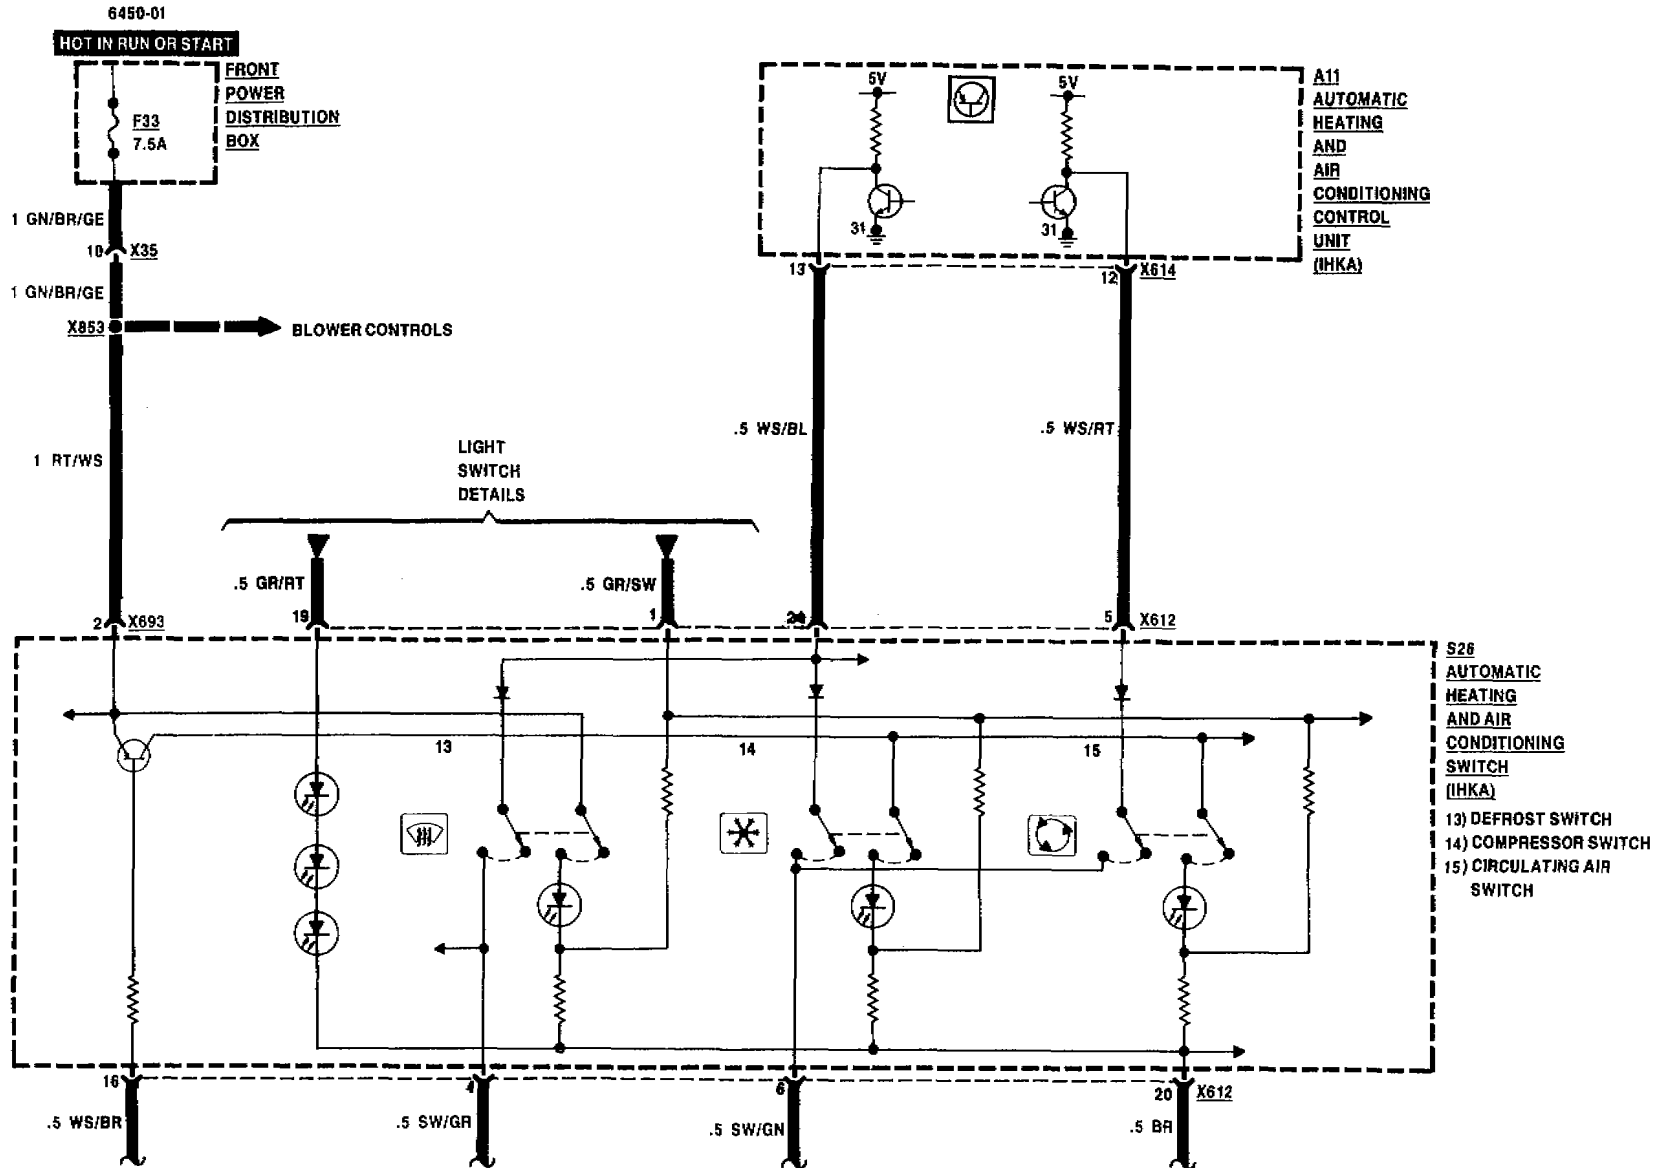 6450-01
HOT IN RUN OR START
FRONT
POWER
DISTRIBUTION
BOX
F33
7.5A
1 GN/BR/GE
10
X35
1 GN/BR/GE
X853
BLOWER CONTROLS
1 RT/WS
2
X693
5V
5V
31
31
A11
AUTOMATIC
HEATING
AND
AIR
CONDITIONING
CONTROL
UNIT
(IHKA)
13
12
X614
.5 WS/BL
.5 WS/RT
LIGHT
SWITCH
DETAILS
.5 GR/RT
.5 GR/SW
19
1
5
X612
13
14
15
S28
AUTOMATIC
HEATING
AND AIR
CONDITIONING
SWITCH
(IHKA)
13) DEFROST SWITCH
14) COMPRESSOR SWITCH
15) CIRCULATING AIR
SWITCH
16
4
6
20
X612
.5 WS/BR
.5 SW/GR
.5 SW/GN
.5 BR